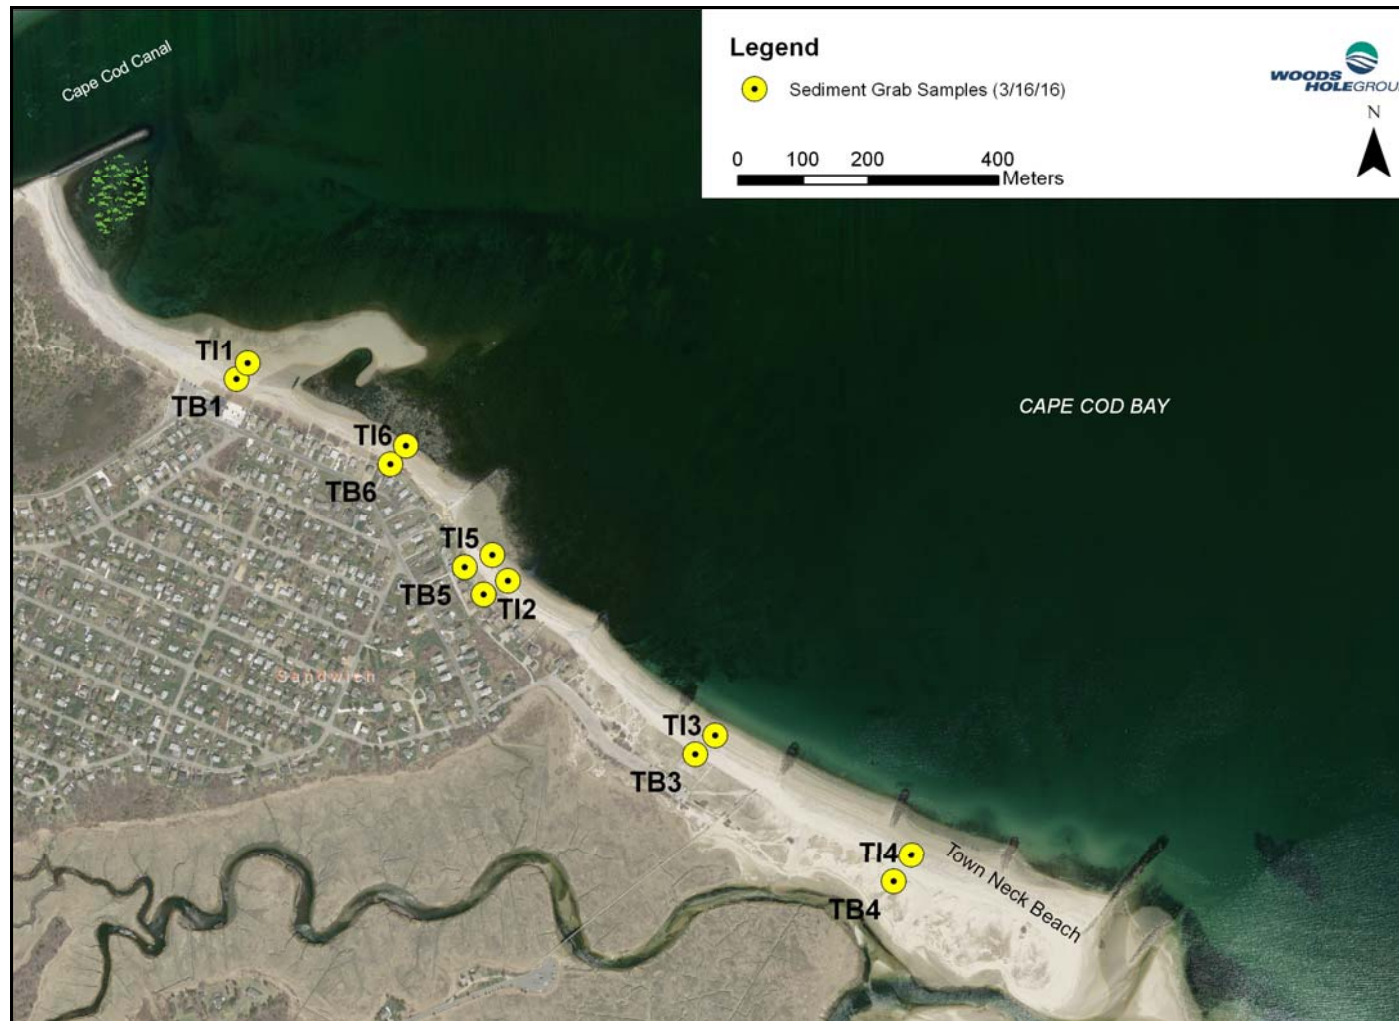 Cape Cod Canal
Legend
Sediment Grab Samples (3/16/16)
WOODS
HOLEGROUP
N
0 100 200 400
Meters
TI1
TB1
CAPE COD BAY
TI6
TB6
TI5
TB5
TI2
Sandwich
TI3
TB3
TI4
TB4
Town Neck Beach